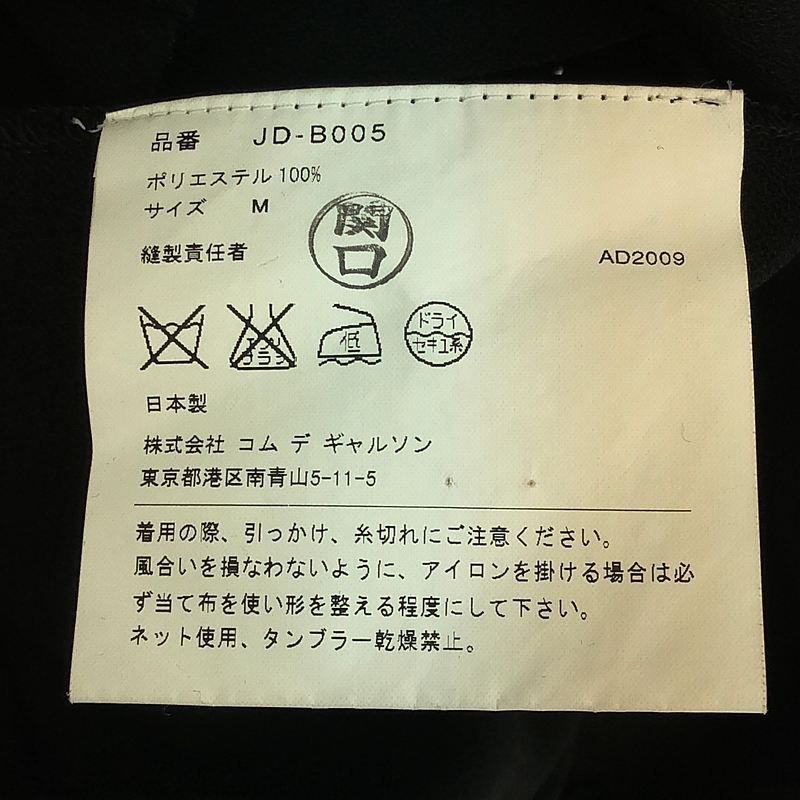 品番 JD-B005
ポリエステル 100%
サイズ M
縫製責任者 関口 AD2009
エンソサラシ
低
ドライ
セキユ系
日本製
株式会社 コム デ ギャルソン
東京都港区南青山5-11-5
着用の際、引っかけ、糸切れにご注意ください。
風合いを損なわないように、アイロンを掛ける場合は必
ず当て布を使い形を整える程度にして下さい。
ネット使用、タンブラー乾燥禁止。